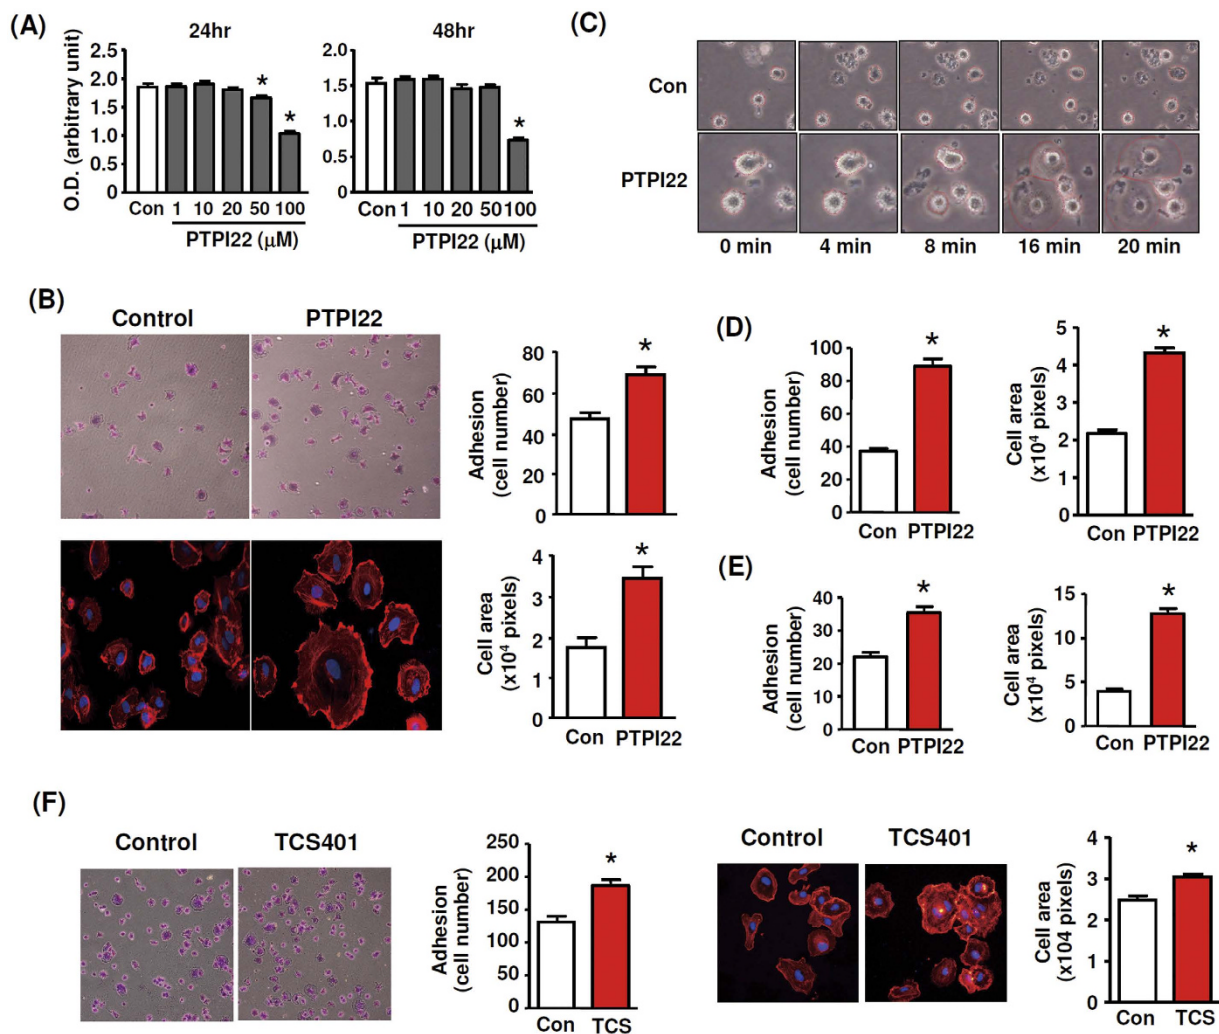 (A)
24hr
48hr
O.D. (arbitrary unit)
2.5
2.0
1.5
1.0
0.5
0
*
*
Con 1 10 20 50 100
PTPI22 (μM)
2.0
1.5
1.0
0.5
0
*
Con 1 10 20 50 100
PTPI22 (μM)
(C)
Con
PTPI22
0 min 4 min 8 min 16 min 20 min
(B)
Control PTPI22
Adhesion
(cell number)
80
60
40
20
0
*
Cell area
(x10⁴ pixels)
4
3
2
1
0
*
Con PTPI22
(D)
Adhesion
(cell number)
100
80
60
40
20
0
*
Con PTPI22
Cell area
(x10⁴ pixels)
5
4
3
2
1
0
*
Con PTPI22
(E)
Adhesion
(cell number)
40
30
20
10
0
*
Con PTPI22
Cell area
(x10⁴ pixels)
15
10
5
0
*
Con PTPI22
(F)
Control TCS401
Adhesion
(cell number)
250
200
150
100
50
0
*
Con TCS
Control TCS401
Cell area
(x104 pixels)
4
3
2
1
0
*
Con TCS